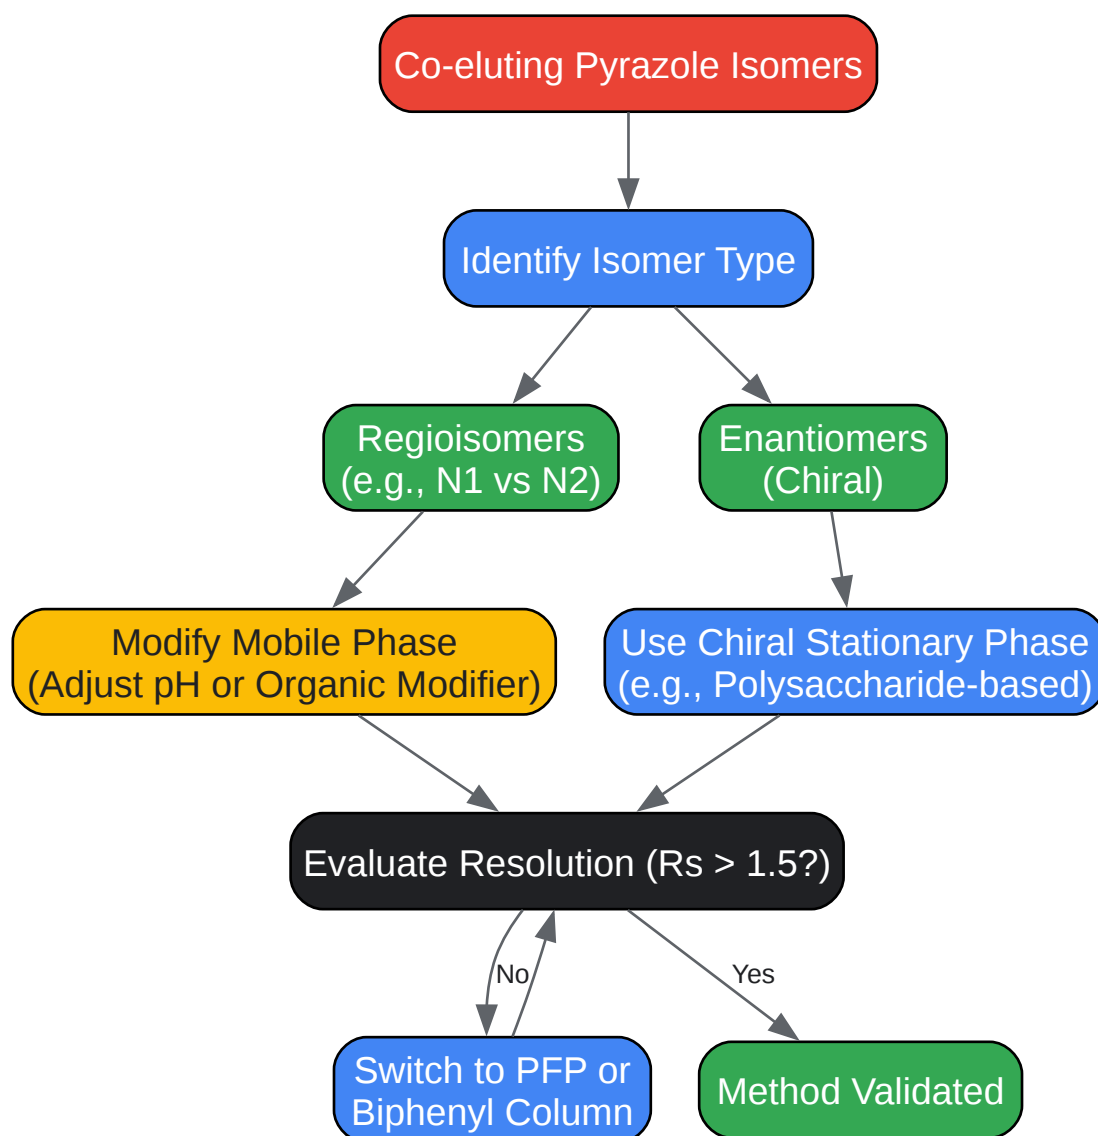 Co-eluting Pyrazole Isomers
Identify Isomer Type
Regioisomers
(e.g., N1 vs N2)
Enantiomers
(Chiral)
Modify Mobile Phase
(Adjust pH or Organic Modifier)
Use Chiral Stationary Phase
(e.g., Polysaccharide-based)
Evaluate Resolution (Rs > 1.5?)
No
Yes
Switch to PFP or
Biphenyl Column
Method Validated